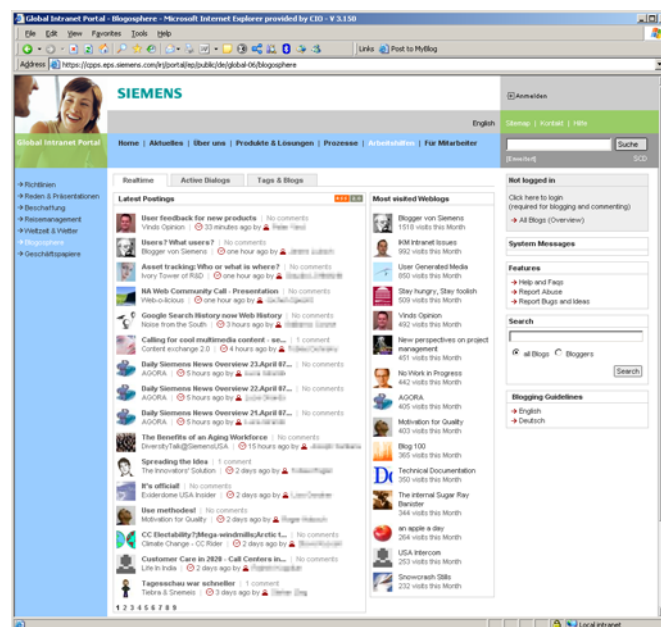 Global Intranet Portal - Blogosphere - Microsoft Internet Explorer provided by CIO - V 3.150
File Edit View Favorites Tools Help
Links Post to MyBlog
Address https://cpps.eps.siemens.com/irj/portal/ep/public/de/global-06/blogosphere
SIEMENS
Anmelden
English
Sitemap | Kontakt | Hilfe
Global Intranet Portal
Home | Aktuelles | Über uns | Produkte & Lösungen | Prozesse | Arbeitshilfen | Für Mitarbeiter
Suche
[Erweitert] SCD
Richtlinien
Reden & Präsentationen
Beschaffung
Reisemanagement
Weltzeit & Wetter
Blogosphere
Geschäftspapiere
Realtime Active Dialogs Tags & Blogs
Latest Postings
User feedback for new products | No comments
Vinds Opinion | 33 minutes ago by
Users? What users? | No comments
Blogger von Siemens | one hour ago by
Asset tracking: Who or what is where? | No comments
Ivory Tower of R&D | one hour ago by
HA Web Community Call - Presentation | No comments
Web-o-licious | one hour ago by
Google Search History now Web History | No comments
Noise from the South | 3 hours ago by
Calling for cool multimedia content - se... | 1 comment
Content exchange 2.0 | 4 hours ago by
Daily Siemens News Overview 23.April 07... | No comments
AGORA | 5 hours ago by
Daily Siemens News Overview 22.April 07... | No comments
AGORA | 5 hours ago by
Daily Siemens News Overview 21.April 07... | No comments
AGORA | 5 hours ago by
The Benefits of an Aging Workforce | No comments
DiversityTalk@SiemensUSA | 15 hours ago by
Spreading the Idea | 1 comment
The Innovators' Solution | 2 days ago by
It's official! | No comments
Exiderdome USA Insider | 2 days ago by
Use methodes! | No comments
Motivation for Quality | 2 days ago by
CC Electability?;Mega-windmills;Arctic t... | No comments
Climate Change - CC Rider | 2 days ago by
Customer Care in 2020 - Call Centers in... | No comments
Life In India | 2 days ago by
Tagesschau war schneller | 1 comment
Tiebra & Snemeis | 3 days ago by
1 2 3 4 5 6 7 8 9
Most visited Weblogs
Blogger von Siemens
1518 visits this Month
IKM Intranet Issues
992 visits this Month
User Generated Media
850 visits this Month
Stay hungry, Stay foolish
509 visits this Month
Vinds Opinion
492 visits this Month
New perspectives on project
management
451 visits this Month
No Work in Progress
442 visits this Month
AGORA
405 visits this Month
Motivation for Quality
403 visits this Month
Blog 100
365 visits this Month
Technical Documentation
350 visits this Month
The internal Sugar Ray
Banister
344 visits this Month
an apple a day
264 visits this Month
USA Intercom
253 visits this Month
Snowcrash Stills
232 visits this Month
Not logged in
Click here to login
(required for blogging and commenting)
All Blogs (Overview)
System Messages
Features
Help and Faqs
Report Abuse
Report Bugs and Ideas
Search
all Blogs Bloggers
Search
Blogging Guidelines
English
Deutsch
Local intranet